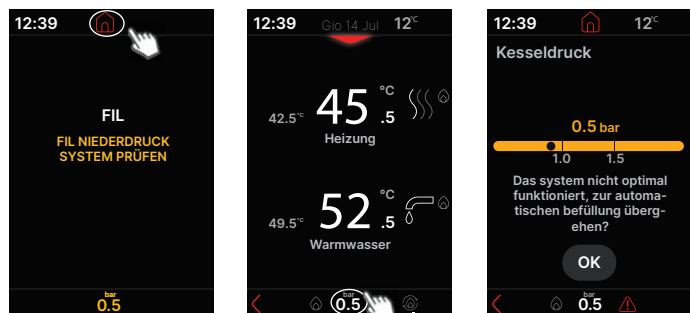 12:39
FIL
FIL NIEDERDRUCK
SYSTEM PRÜFEN
bar
0.5
12:39 Gio 14 Jul 12°C
42.5°C 45.5 °C
Heizung
49.5°C 52.5 °C
Warmwasser
bar
0.5
12:39 12°C
Kesseldruck
0.5 bar
1.0 1.5
Das system nicht optimal
funktioniert, zur automa-
tischen befüllung überg-
ehen?
OK
bar
0.5